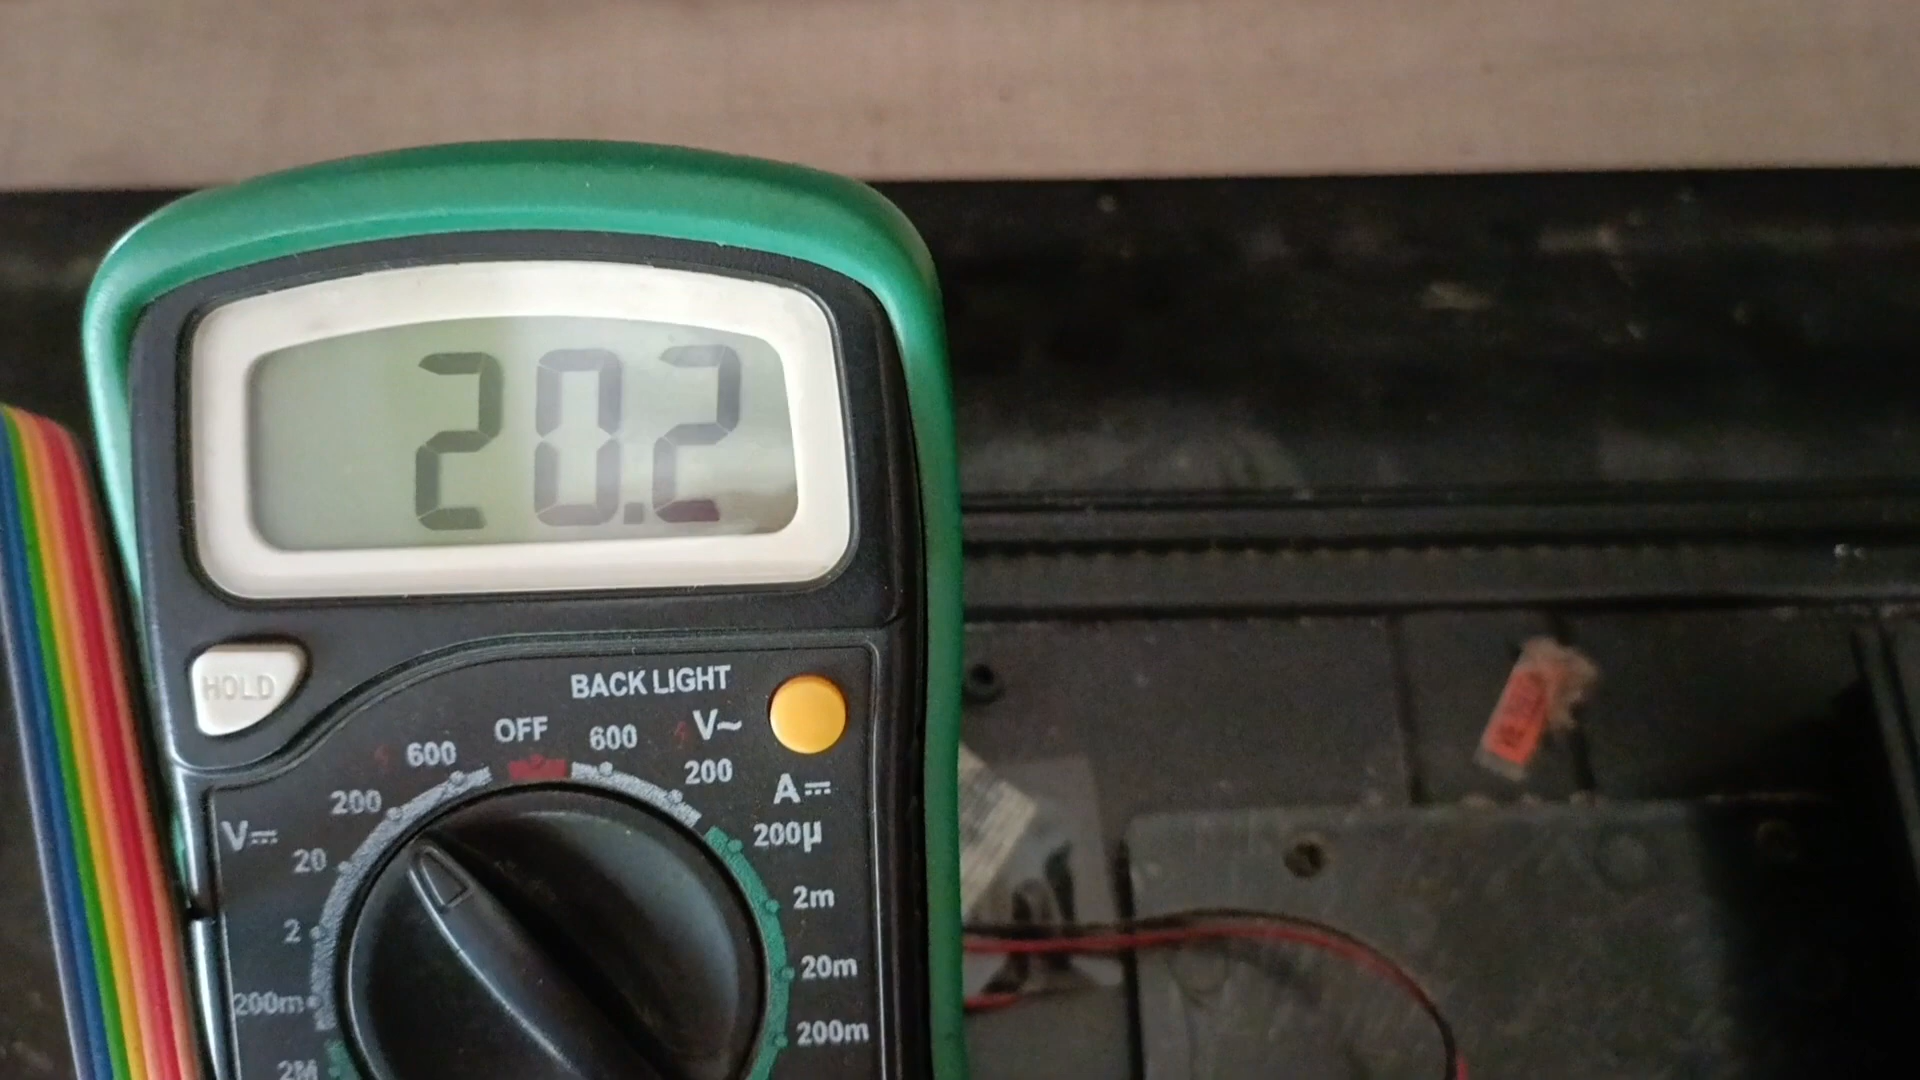 20.2
HOLD
BACK LIGHT
OFF
600
600
V~
200
200
A⎓
V⎓
200µ
20
2m
2
20m
200m
200m
2M